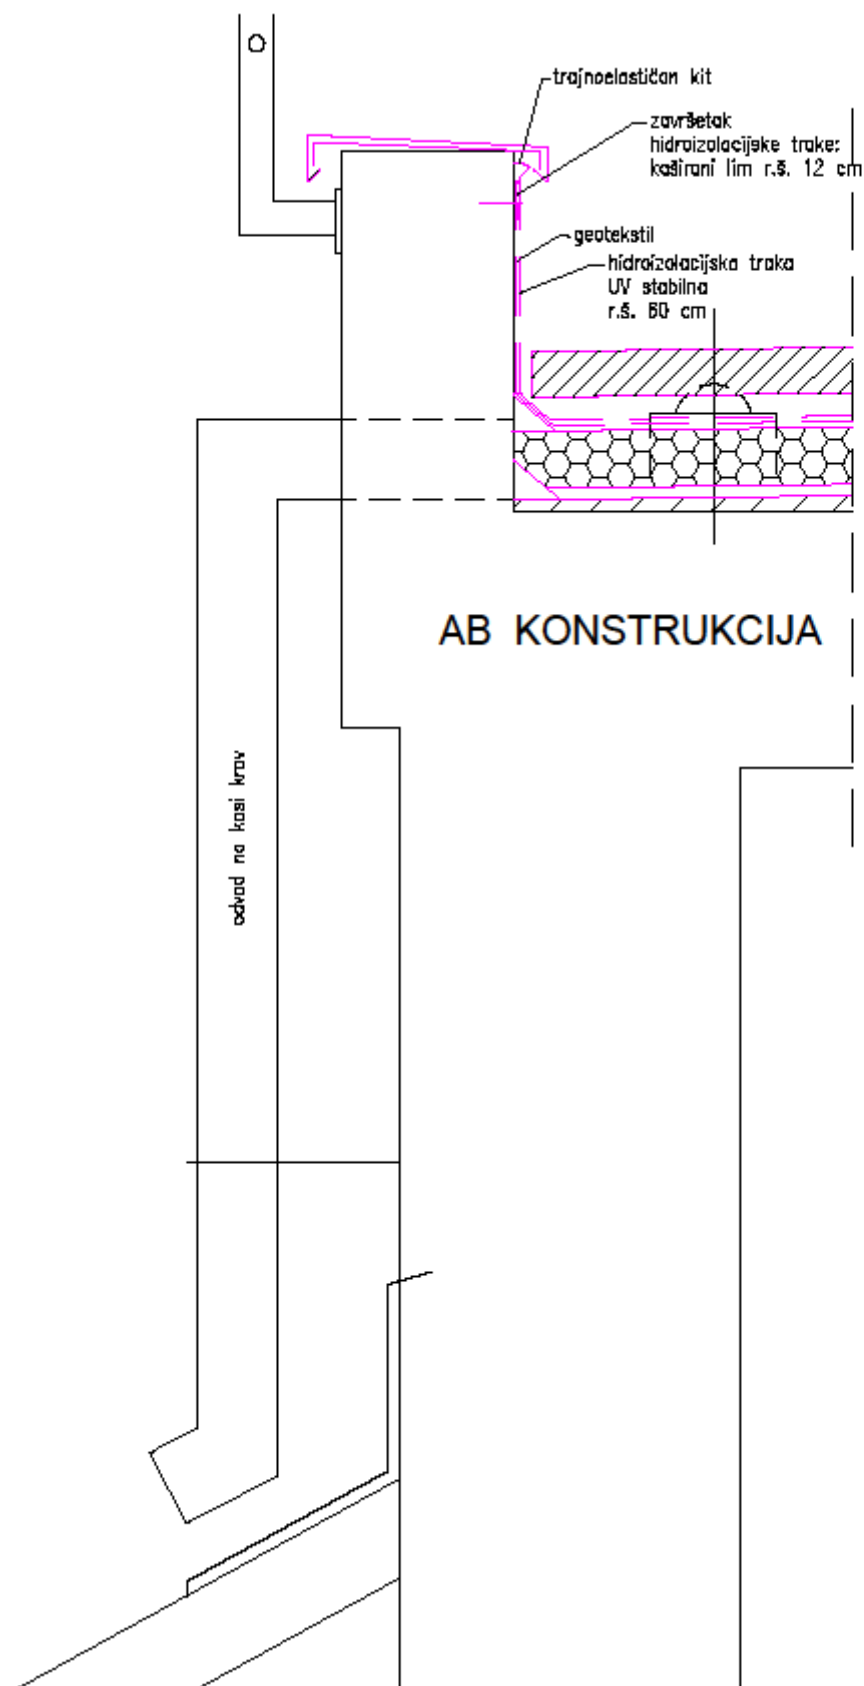 trajnoelastičan kit
završetak
hidroizolacijske trake:
kaširani lim r.š. 12 cm
geotekstil
hidroizolacijska traka
UV stabilna
r.š. 60 cm
AB KONSTRUKCIJA
odvod na kosi krov